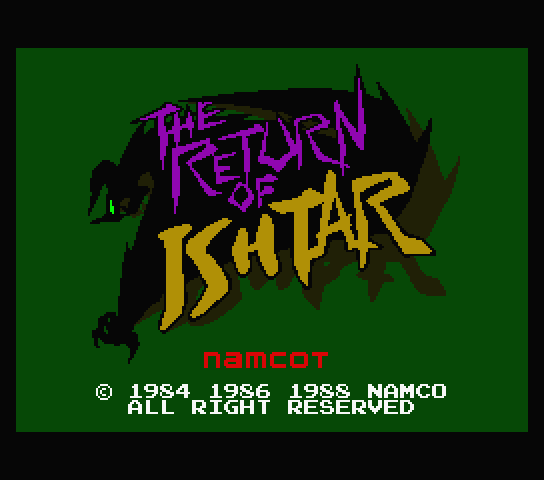 THE
RETURN
OF
ISHTAR
namcot
© 1984 1986 1988 NAMCO
ALL RIGHT RESERVED